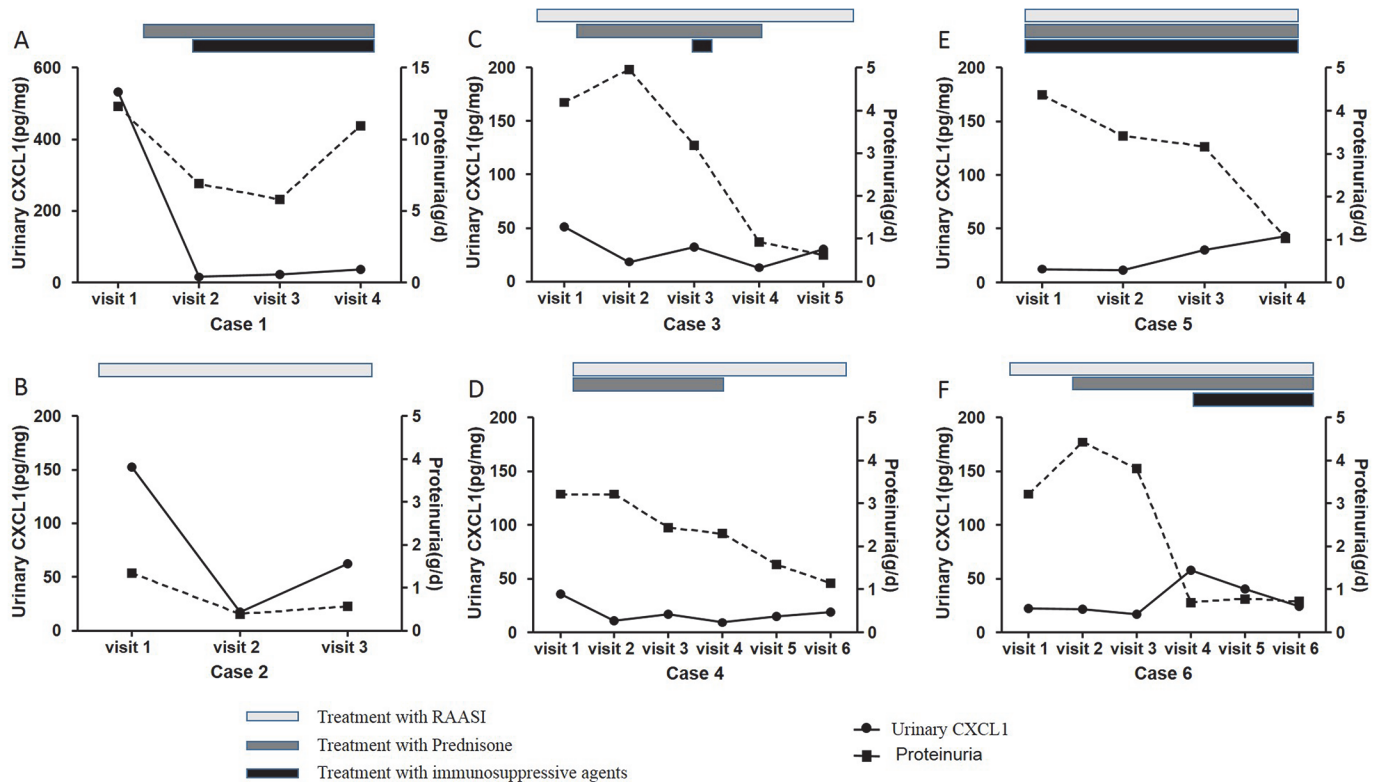 A
Urinary CXCL1(pg/mg)
600
400
200
0
15
10
5
0
Proteinuria(g/d)
visit 1 visit 2 visit 3 visit 4
Case 1
C
Urinary CXCL1(pg/mg)
200
150
100
50
0
5
4
3
2
1
0
Proteinuria(g/d)
visit 1 visit 2 visit 3 visit 4 visit 5
Case 3
E
Urinary CXCL1(pg/mg)
200
150
100
50
0
5
4
3
2
1
0
Proteinuria(g/d)
visit 1 visit 2 visit 3 visit 4
Case 5
B
Urinary CXCL1(pg/mg)
200
150
100
50
0
5
4
3
2
1
0
Proteinuria(g/d)
visit 1 visit 2 visit 3
Case 2
D
Urinary CXCL1(pg/mg)
200
150
100
50
0
5
4
3
2
1
0
Proteinuria(g/d)
visit 1 visit 2 visit 3 visit 4 visit 5 visit 6
Case 4
F
Urinary CXCL1(pg/mg)
200
150
100
50
0
5
4
3
2
1
0
Proteinuria(g/d)
visit 1 visit 2 visit 3 visit 4 visit 5 visit 6
Case 6
Treatment with RAASI
Treatment with Prednisone
Treatment with immunosuppressive agents
Urinary CXCL1
Proteinuria